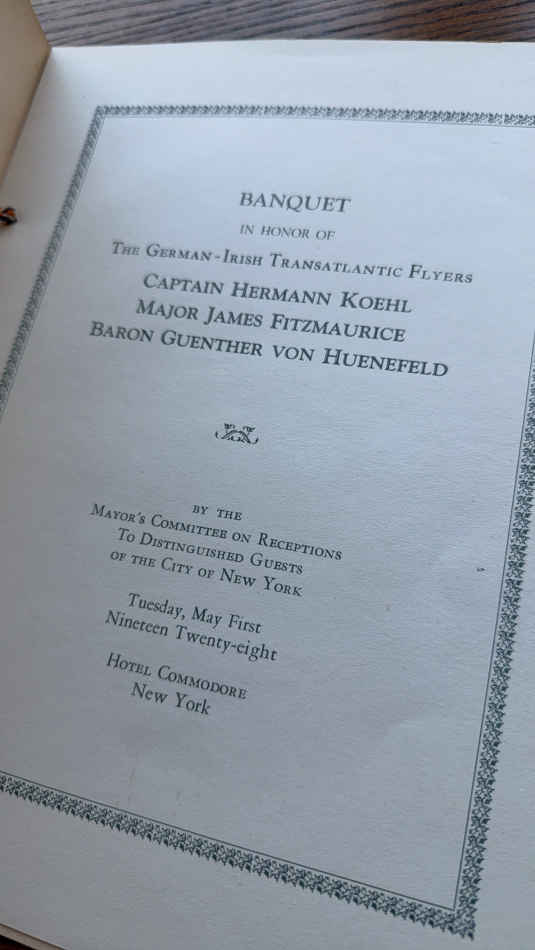 BANQUET
IN HONOR OF
THE GERMAN-IRISH TRANSATLANTIC FLYERS
CAPTAIN HERMANN KOEHL
MAJOR JAMES FITZMAURICE
BARON GUENTHER VON HUENEFELD
BY THE
MAYOR'S COMMITTEE ON RECEPTIONS
TO DISTINGUISHED GUESTS
OF THE CITY OF NEW YORK
Tuesday, May First
Nineteen Twenty-eight
HOTEL COMMODORE
New York